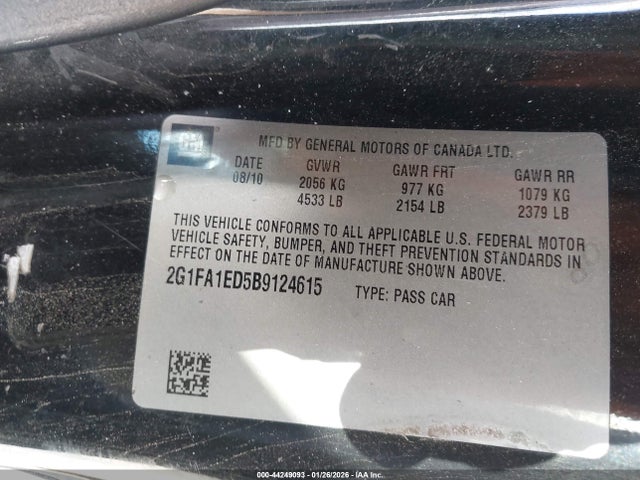 GM
MFD BY GENERAL MOTORS OF CANADA LTD.
DATE GVWR GAWR FRT GAWR RR
08/10 2056 KG 977 KG 1079 KG
4533 LB 2154 LB 2379 LB
THIS VEHICLE CONFORMS TO ALL APPLICABLE U.S. FEDERAL MOTOR
VEHICLE SAFETY, BUMPER, AND THEFT PREVENTION STANDARDS IN
EFFECT ON THE DATE OF MANUFACTURE SHOWN ABOVE.
2G1FA1ED5B9124615 TYPE: PASS CAR
000-44249093 - 01/26/2026 - IAA Inc.